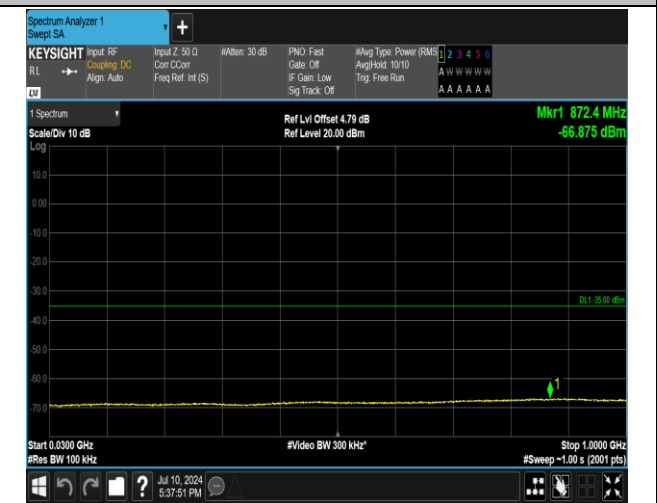 Spectrum Analyzer 1
Swept SA
+
KEYSIGHT
RL
LXI
Input: RF
Coupling: DC
Align: Auto
Input Z: 50 Ω
Corr CCorr
Freq Ref: Int (S)
#Atten: 30 dB
PNO: Fast
Gate: Off
IF Gain: Low
Sig Track: Off
#Avg Type: Power (RMS
Avg|Hold: 10/10
Trig: Free Run
1 2 3 4 5 6
A W W W W W
A A A A A A
1 Spectrum
Scale/Div 10 dB
Ref Lvl Offset 4.79 dB
Ref Level 20.00 dBm
Mkr1 872.4 MHz
-66.875 dBm
Log
10.0
0.00
-10.0
-20.0
-30.0
DL1 -35.00 dBm
-40.0
-50.0
-60.0
1
-70.0
Start 0.0300 GHz
#Res BW 100 kHz
#Video BW 300 kHz*
Stop 1.0000 GHz
#Sweep ~1.00 s (2001 pts)
?
Jul 10, 2024
5:37:51 PM